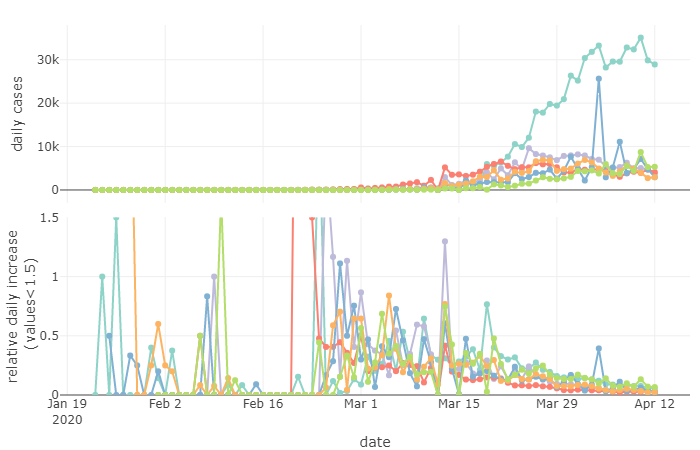 30k
20k
10k
0
daily cases
1.5
1
0.5
0
relative daily increase
(values<1.5)
Jan 19
2020
Feb 2
Feb 16
Mar 1
Mar 15
Mar 29
Apr 12
date